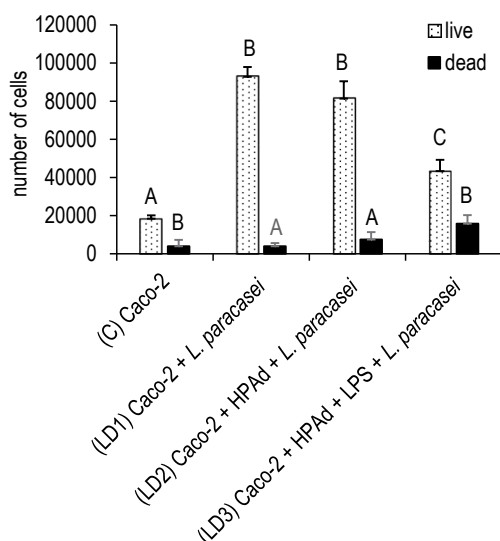 120000
100000
80000
60000
40000
20000
0
number of cells
live
dead
A
B
B
A
B
A
C
B
(C) Caco-2
(LD1) Caco-2 + L. paracasei
(LD2) Caco-2 + HPAd + L. paracasei
(LD3) Caco-2 + HPAd + LPS + L. paracasei